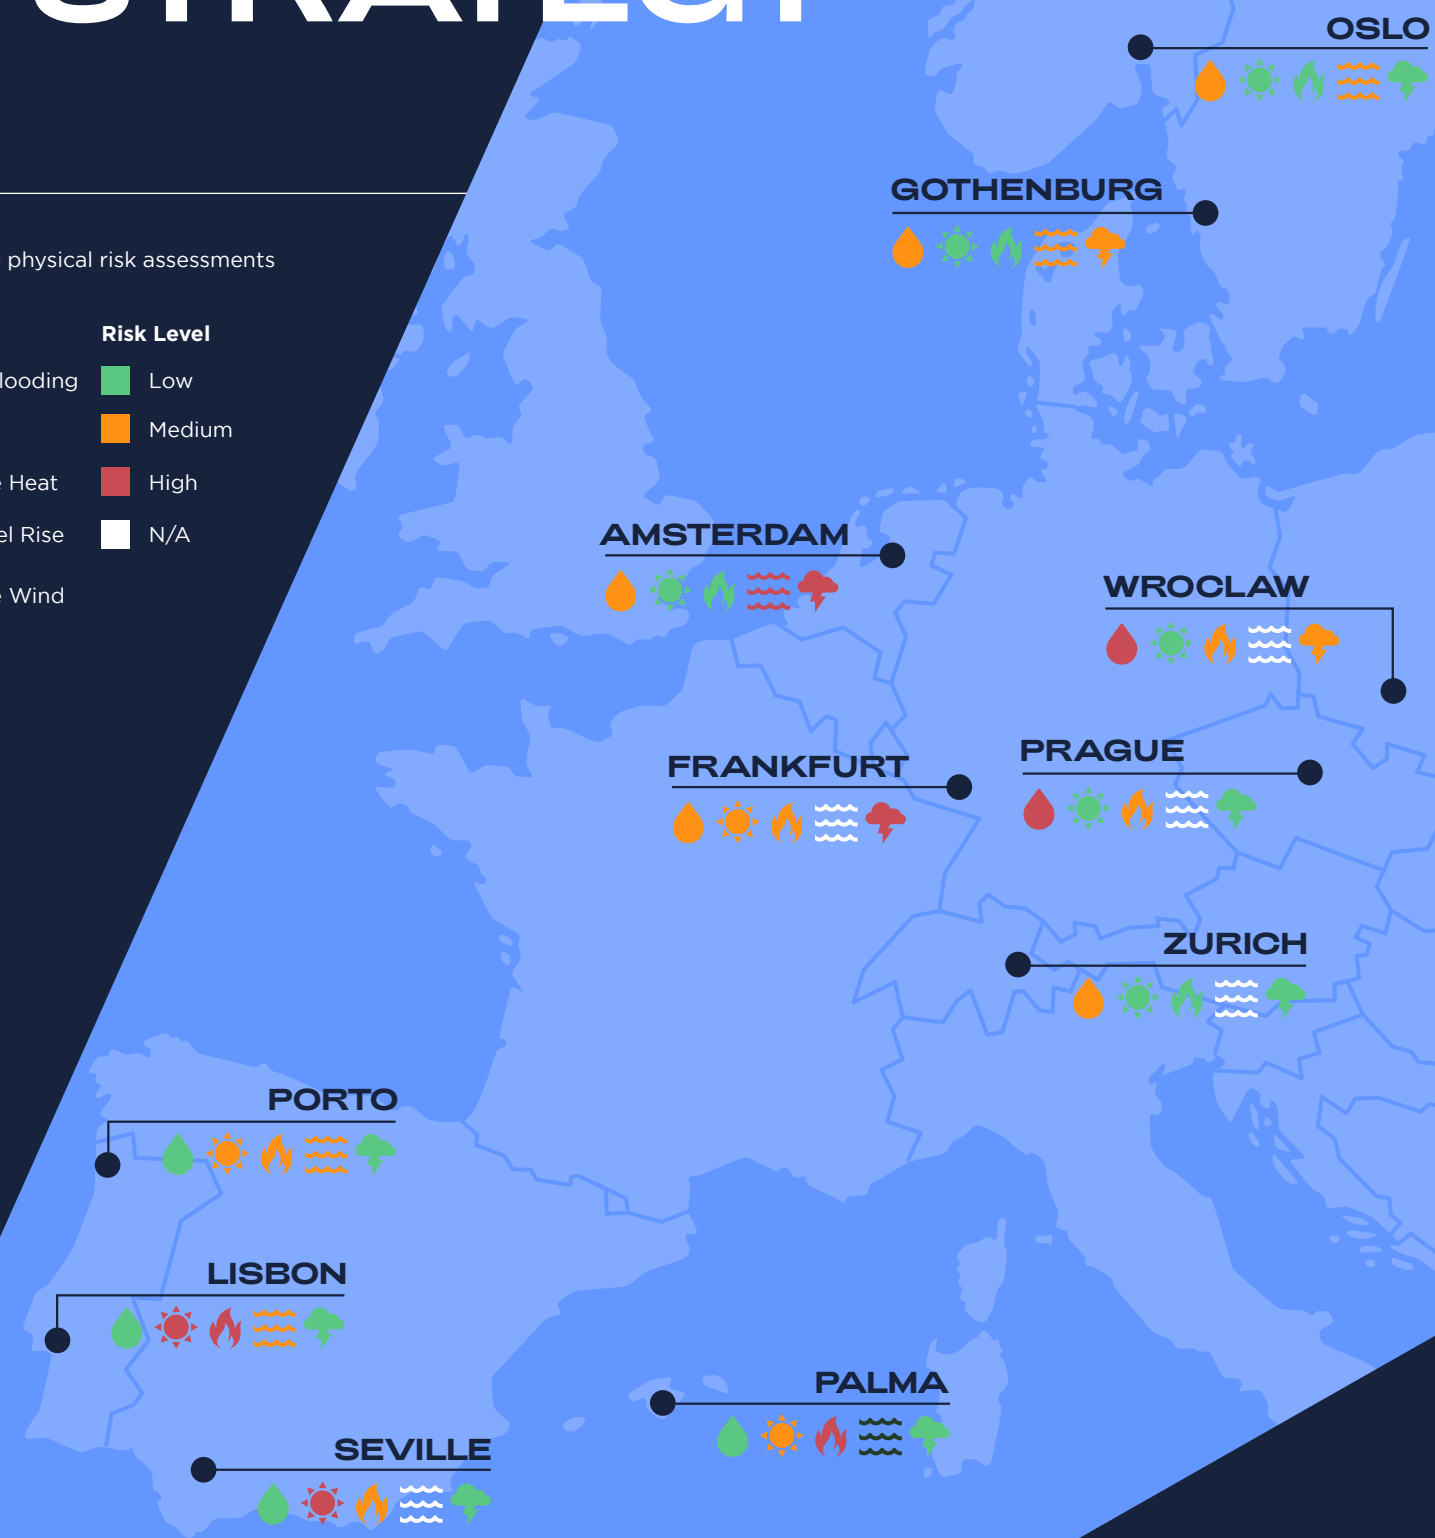 STRATEGY
physical risk assessments
Risk Level
looding
Low
Medium
e Heat
High
el Rise
N/A
e Wind
OSLO
GOTHENBURG
AMSTERDAM
WROCLAW
FRANKFURT
PRAGUE
ZURICH
PORTO
LISBON
PALMA
SEVILLE